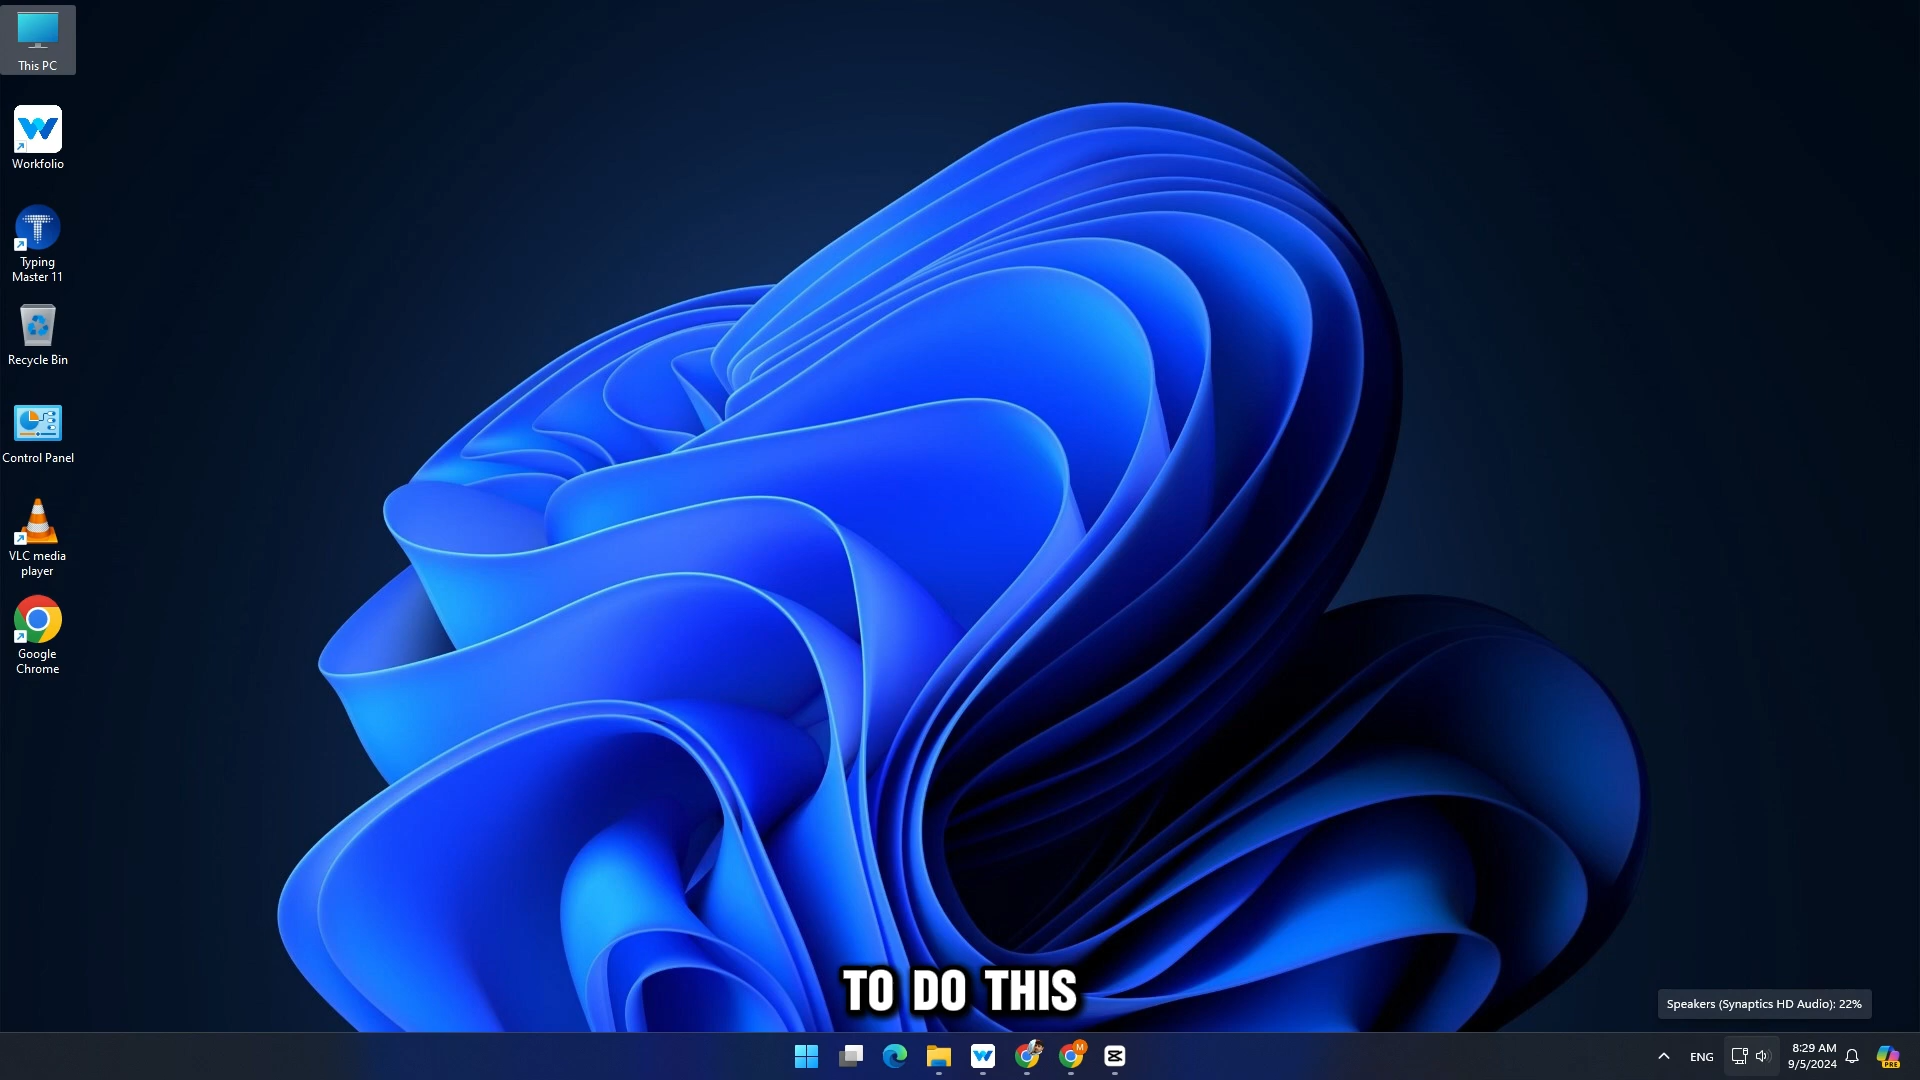 This PC
Workfolio
Typing
Master 11
Recycle Bin
Control Panel
VLC media
player
Google
Chrome
TO DO THIS
Speakers (Synaptics HD Audio): 22%
M
ENG
8:29 AM
9/5/2024
PRE